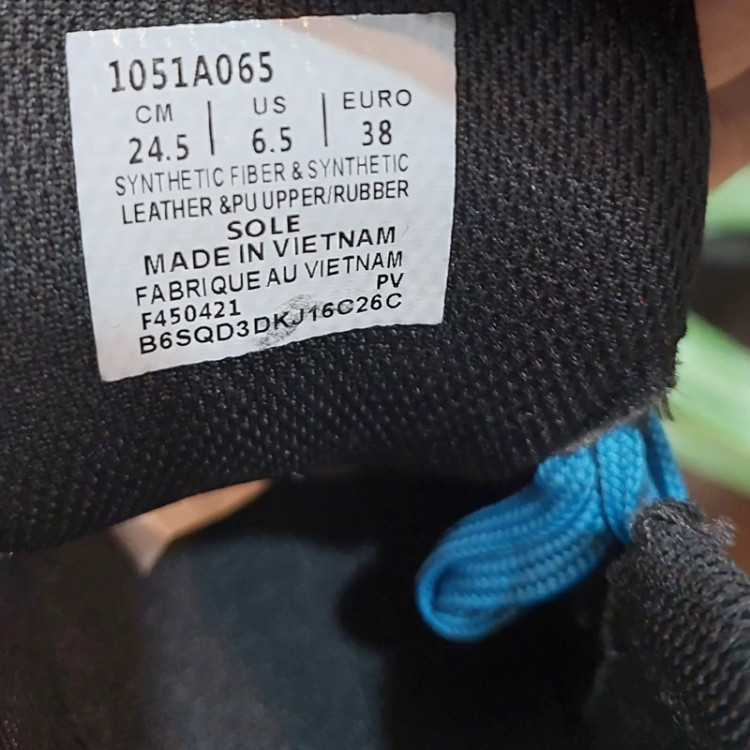 1051A065
CM | US | EURO
24.5 | 6.5 | 38
SYNTHETIC FIBER & SYNTHETIC
LEATHER &PU UPPER/RUBBER
SOLE
MADE IN VIETNAM
FABRIQUE AU VIETNAM
F450421 PV
B6SQD3DKJ16C26C